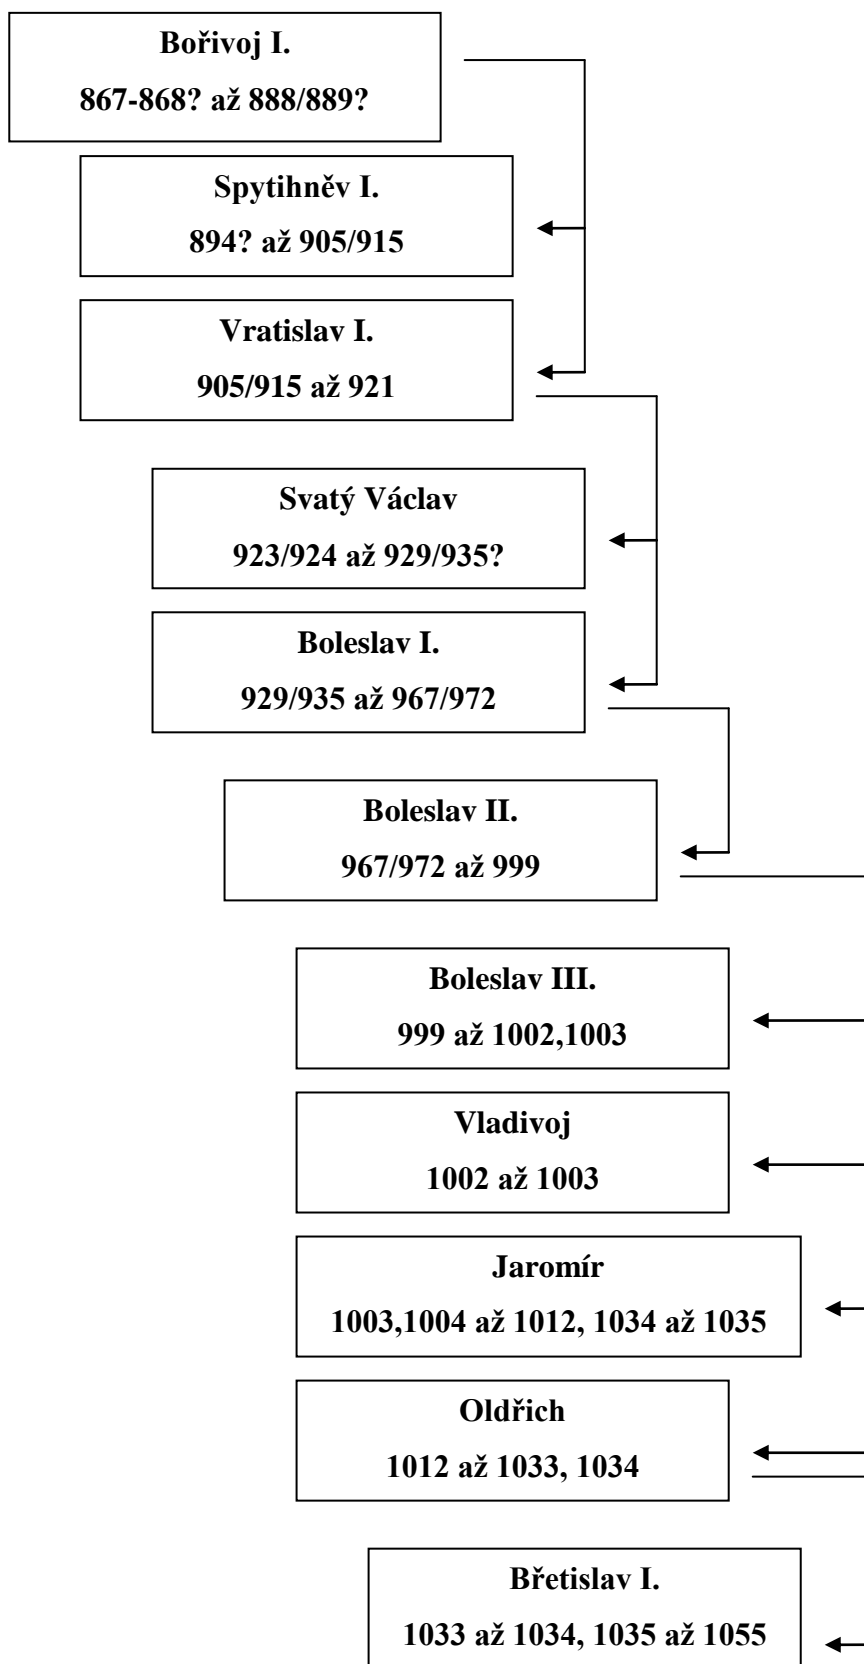 Bořivoj I.
867-868? až 888/889?
Spytihněv I.
894? až 905/915
Vratislav I.
905/915 až 921
Svatý Václav
923/924 až 929/935?
Boleslav I.
929/935 až 967/972
Boleslav II.
967/972 až 999
Boleslav III.
999 až 1002,1003
Vladivoj
1002 až 1003
Jaromír
1003,1004 až 1012, 1034 až 1035
Oldřich
1012 až 1033, 1034
Břetislav I.
1033 až 1034, 1035 až 1055